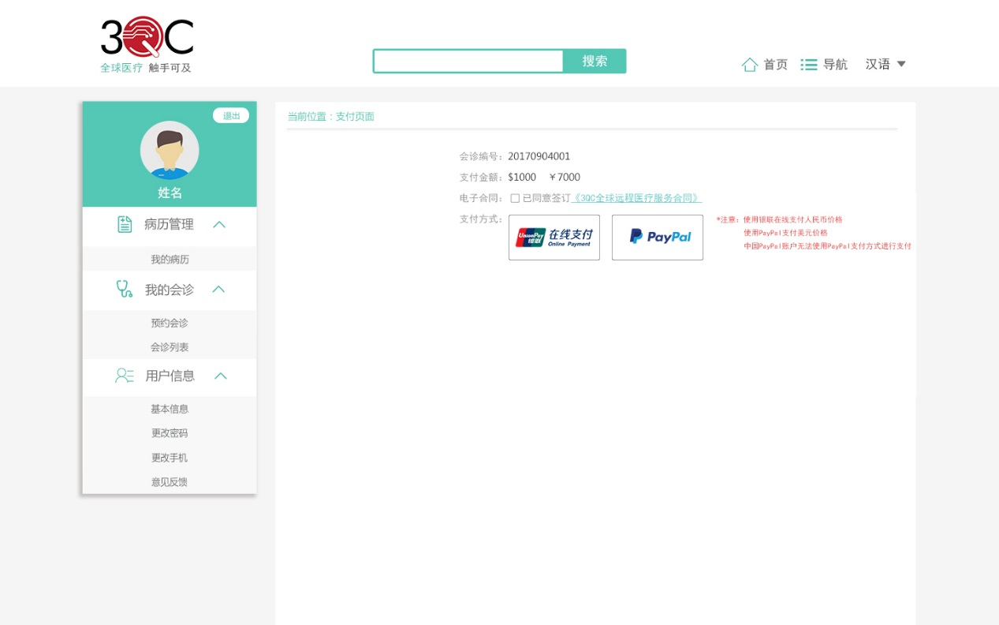 3QC
全球医疗 触手可及
搜索
首页 导航 汉语
退出
姓名
病历管理
我的病历
我的会诊
预约会诊
会诊列表
用户信息
基本信息
更改密码
更改手机
意见反馈
当前位置：支付页面
会诊编号： 20170904001
支付金额： $1000 ￥7000
电子合同： 已同意签订《3QC全球远程医疗服务合同》
支付方式：
UnionPay 银联 在线支付 Online Payment
PayPal
*注意：使用银联在线支付人民币价格
使用PayPal支付美元价格
中国PayPal账户无法使用PayPal支付方式进行支付